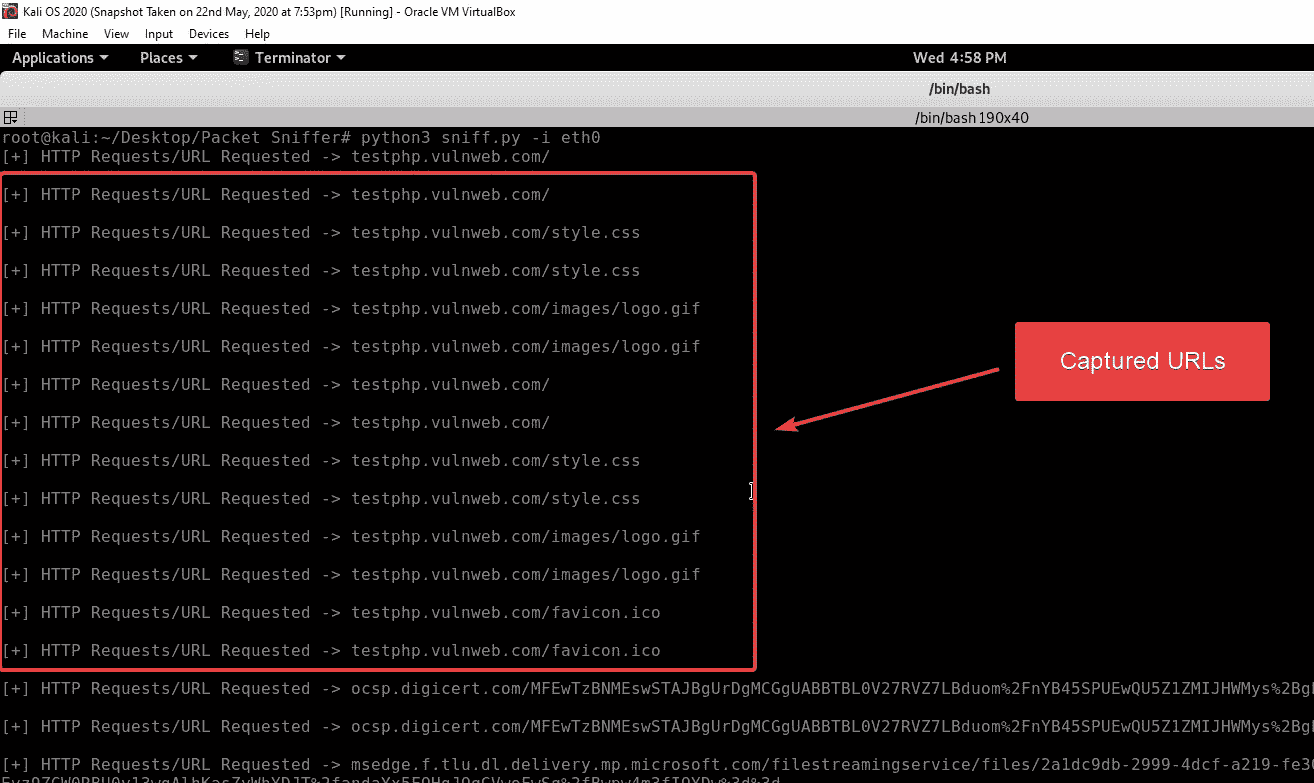 Kali OS 2020 (Snapshot Taken on 22nd May, 2020 at 7:53pm) [Running] - Oracle VM VirtualBox
File Machine View Input Devices Help
Applications Places Terminator Wed 4:58 PM
/bin/bash
/bin/bash 190x40
root@kali:~/Desktop/Packet Sniffer# python3 sniff.py -i eth0
[+] HTTP Requests/URL Requested -> testphp.vulnweb.com/
[+] HTTP Requests/URL Requested -> testphp.vulnweb.com/
[+] HTTP Requests/URL Requested -> testphp.vulnweb.com/style.css
[+] HTTP Requests/URL Requested -> testphp.vulnweb.com/style.css
[+] HTTP Requests/URL Requested -> testphp.vulnweb.com/images/logo.gif
[+] HTTP Requests/URL Requested -> testphp.vulnweb.com/images/logo.gif
Captured URLs
[+] HTTP Requests/URL Requested -> testphp.vulnweb.com/
[+] HTTP Requests/URL Requested -> testphp.vulnweb.com/
[+] HTTP Requests/URL Requested -> testphp.vulnweb.com/style.css
[+] HTTP Requests/URL Requested -> testphp.vulnweb.com/style.css
[+] HTTP Requests/URL Requested -> testphp.vulnweb.com/images/logo.gif
[+] HTTP Requests/URL Requested -> testphp.vulnweb.com/images/logo.gif
[+] HTTP Requests/URL Requested -> testphp.vulnweb.com/favicon.ico
[+] HTTP Requests/URL Requested -> testphp.vulnweb.com/favicon.ico
[+] HTTP Requests/URL Requested -> ocsp.digicert.com/MFEwTzBNMEswSTAJBgUrDgMCGgUABBTBL0V27RVZ7LBduom%2FnYB45SPUEwQU5Z1ZMIJHWMys%2Bg
[+] HTTP Requests/URL Requested -> ocsp.digicert.com/MFEwTzBNMEswSTAJBgUrDgMCGgUABBTBL0V27RVZ7LBduom%2FnYB45SPUEwQU5Z1ZMIJHWMys%2Bg
[+] HTTP Requests/URL Requested -> msedge.f.tlu.dl.delivery.mp.microsoft.com/filestreamingservice/files/2a1dc9db-2999-4dcf-a219-fe3